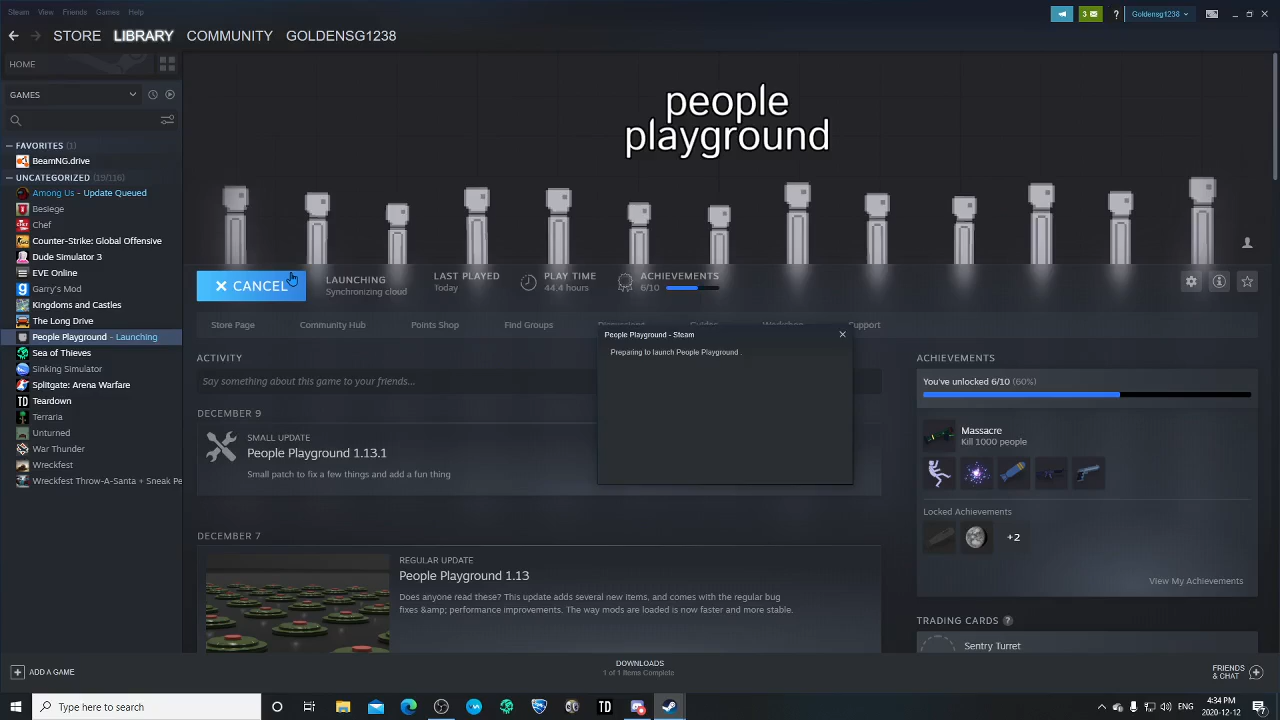 Steam View Friends Games Help
3
?
Goldensg1238
STORE LIBRARY COMMUNITY GOLDENSG1238
HOME
GAMES
FAVORITES (1)
BeamNG.drive
UNCATEGORIZED (19/116)
Among Us - Update Queued
Besiege
Chef
Counter-Strike: Global Offensive
Dude Simulator 3
EVE Online
Garry's Mod
Kingdoms and Castles
The Long Drive
People Playground - Launching
Sea of Thieves
Sinking Simulator
Splitgate: Arena Warfare
TD Teardown
Terraria
Unturned
War Thunder
Wreckfest
Wreckfest Throw-A-Santa + Sneak Pe
people
playground
CANCEL
LAUNCHING
Synchronizing cloud
LAST PLAYED
Today
PLAY TIME
44.4 hours
ACHIEVEMENTS
6/10
Store Page Community Hub Points Shop Find Groups Discussions Guides Workshop Support
People Playground - Steam
Preparing to launch People Playground .
ACTIVITY
Say something about this game to your friends...
DECEMBER 9
SMALL UPDATE
People Playground 1.13.1
Small patch to fix a few things and add a fun thing
DECEMBER 7
REGULAR UPDATE
People Playground 1.13
Does anyone read these? This update adds several new items, and comes with the regular bug
fixes &amp; performance improvements. The way mods are loaded is now faster and more stable.
ACHIEVEMENTS
You've unlocked 6/10 (60%)
Massacre
Kill 1000 people
Locked Achievements
+2
View My Achievements
TRADING CARDS ?
Sentry Turret
ADD A GAME
DOWNLOADS
1 of 1 Items Complete
FRIENDS
& CHAT
Type here to search
TD
4:34 PM
2020-12-12